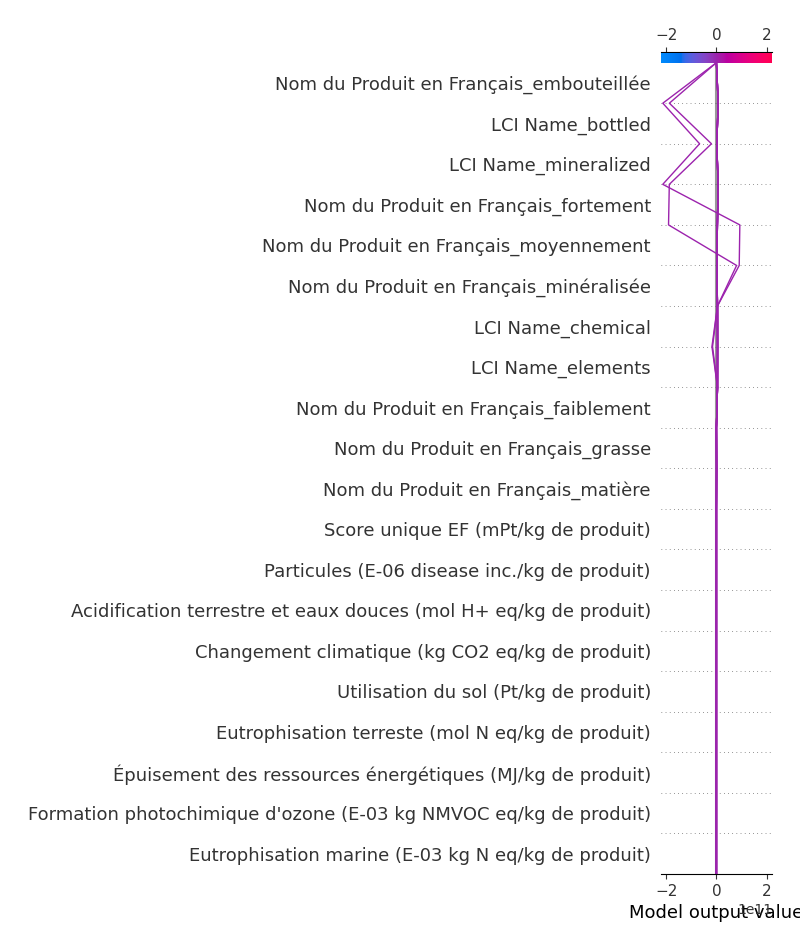 −2 0 2
Nom du Produit en Français_embouteillée
LCI Name_bottled
LCI Name_mineralized
Nom du Produit en Français_fortement
Nom du Produit en Français_moyennement
Nom du Produit en Français_minéralisée
LCI Name_chemical
LCI Name_elements
Nom du Produit en Français_faiblement
Nom du Produit en Français_grasse
Nom du Produit en Français_matière
Score unique EF (mPt/kg de produit)
Particules (E-06 disease inc./kg de produit)
Acidification terrestre et eaux douces (mol H+ eq/kg de produit)
Changement climatique (kg CO2 eq/kg de produit)
Utilisation du sol (Pt/kg de produit)
Eutrophisation terreste (mol N eq/kg de produit)
Épuisement des ressources énergétiques (MJ/kg de produit)
Formation photochimique d'ozone (E-03 kg NMVOC eq/kg de produit)
Eutrophisation marine (E-03 kg N eq/kg de produit)
−2 0 2
1e11
Model output value